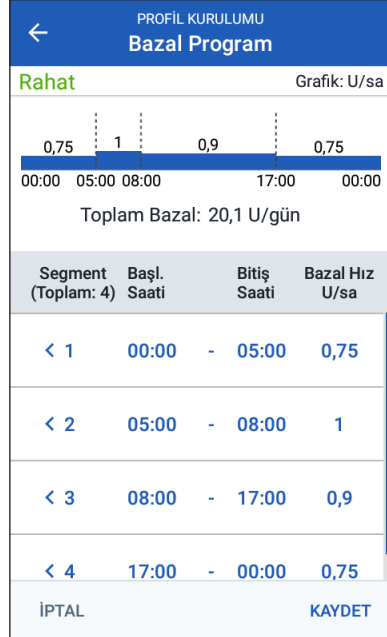 PROFİL KURULUMU
Bazal Program
Rahat Grafik: U/sa
0,75 1 0,9 0,75
00:00 05:00 08:00 17:00 00:00
Toplam Bazal: 20,1 U/gün
Segment Başl. Bitiş Bazal Hız
(Toplam: 4) Saati Saati U/sa
< 1 00:00 - 05:00 0,75
< 2 05:00 - 08:00 1
< 3 08:00 - 17:00 0,9
< 4 17:00 - 00:00 0,75
İPTAL KAYDET